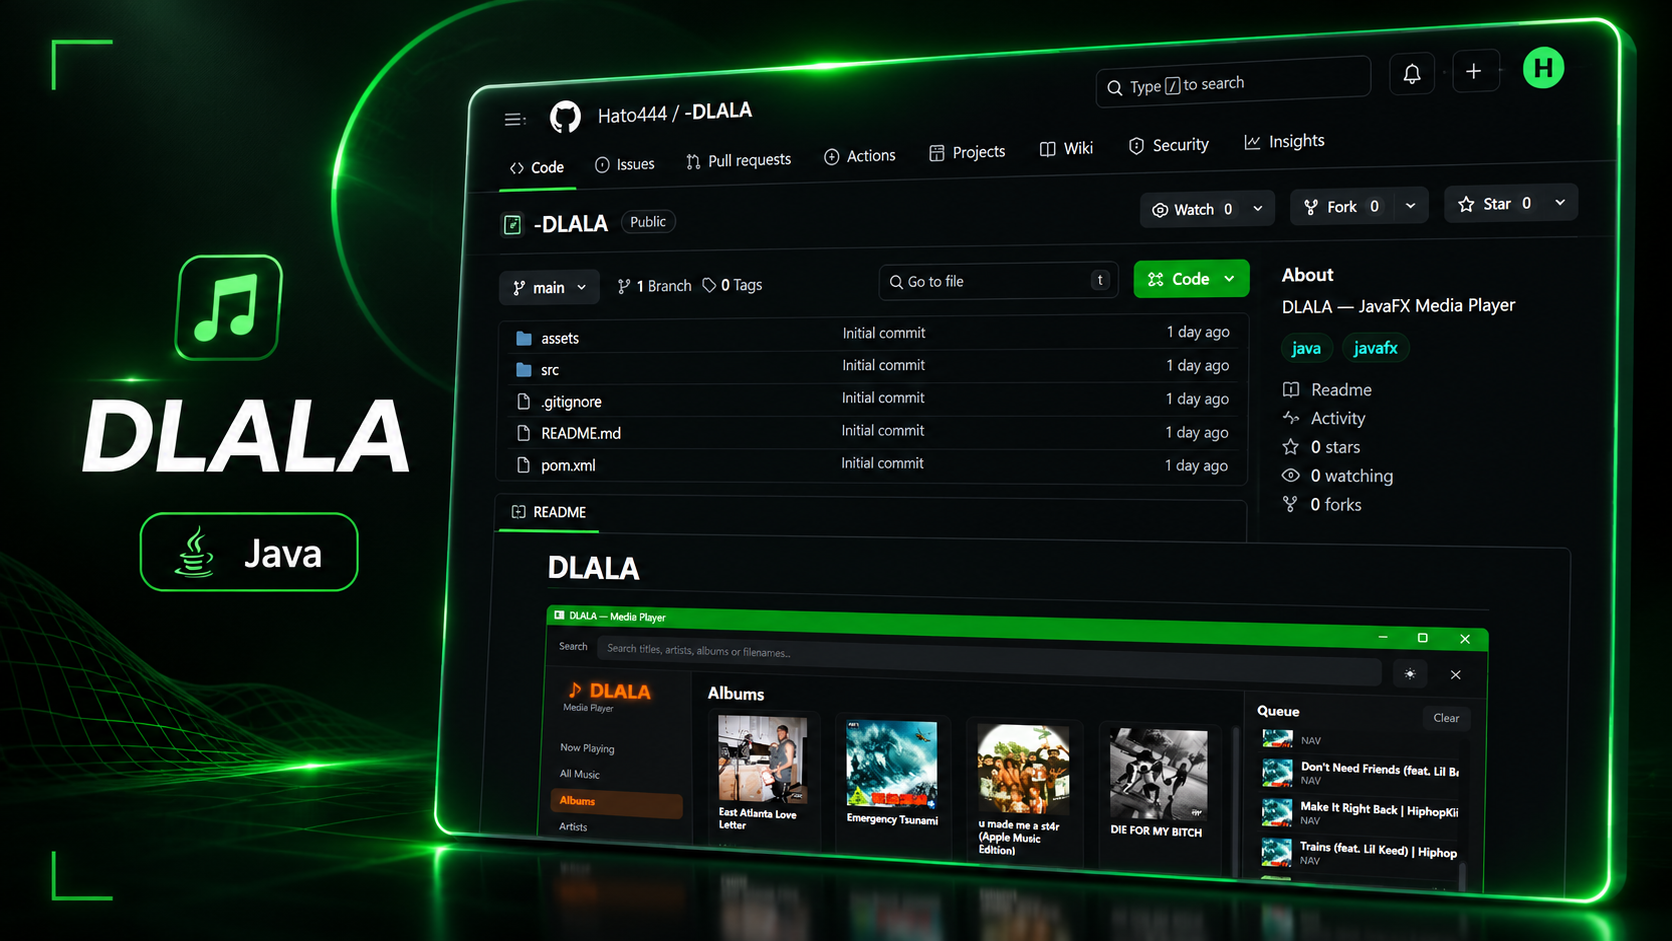 DLALA
Java
Hato444 / -DLALA
Type / to search
H
Code
Issues
Pull requests
Actions
Projects
Wiki
Security
Insights
-DLALA
Public
Watch 0
Fork 0
Star 0
main
1 Branch
0 Tags
Go to file
t
Code
assets
Initial commit
1 day ago
src
Initial commit
1 day ago
.gitignore
Initial commit
1 day ago
README.md
Initial commit
1 day ago
pom.xml
Initial commit
1 day ago
About
DLALA — JavaFX Media Player
java
javafx
Readme
Activity
0 stars
0 watching
0 forks
README
DLALA
DLALA — Media Player
Search
Search titles, artists, albums or filenames..
DLALA
Media Player
Now Playing
All Music
Albums
Artists
Albums
East Atlanta Love
Letter
Emergency Tsunami
u made me a st4r
(Apple Music
Edition)
DIE FOR MY BITCH
Queue
Clear
NAV
Don't Need Friends (feat. Lil Ba
NAV
Make It Right Back | HiphopKii
NAV
Trains (feat. Lil Keed) | Hiphop
NAV